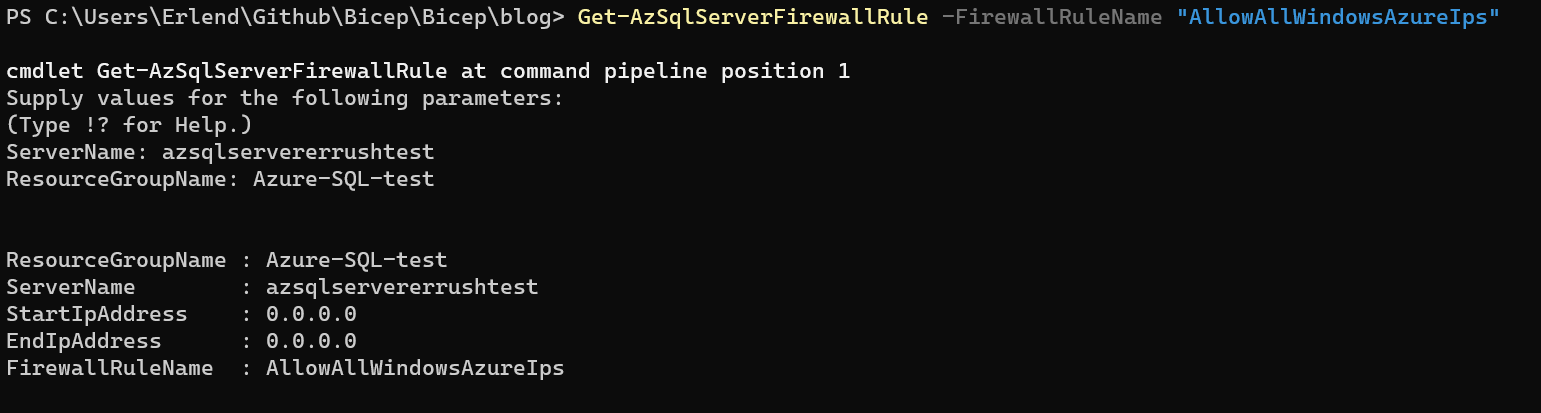 PS C:\Users\Erlend\Github\Bicep\Bicep\blog> Get-AzSqlServerFirewallRule -FirewallRuleName "AllowAllWindowsAzureIps"
cmdlet Get-AzSqlServerFirewallRule at command pipeline position 1
Supply values for the following parameters:
(Type !? for Help.)
ServerName: azsqlservererrushtest
ResourceGroupName: Azure-SQL-test
ResourceGroupName : Azure-SQL-test
ServerName        : azsqlservererrushtest
StartIpAddress    : 0.0.0.0
EndIpAddress      : 0.0.0.0
FirewallRuleName  : AllowAllWindowsAzureIps